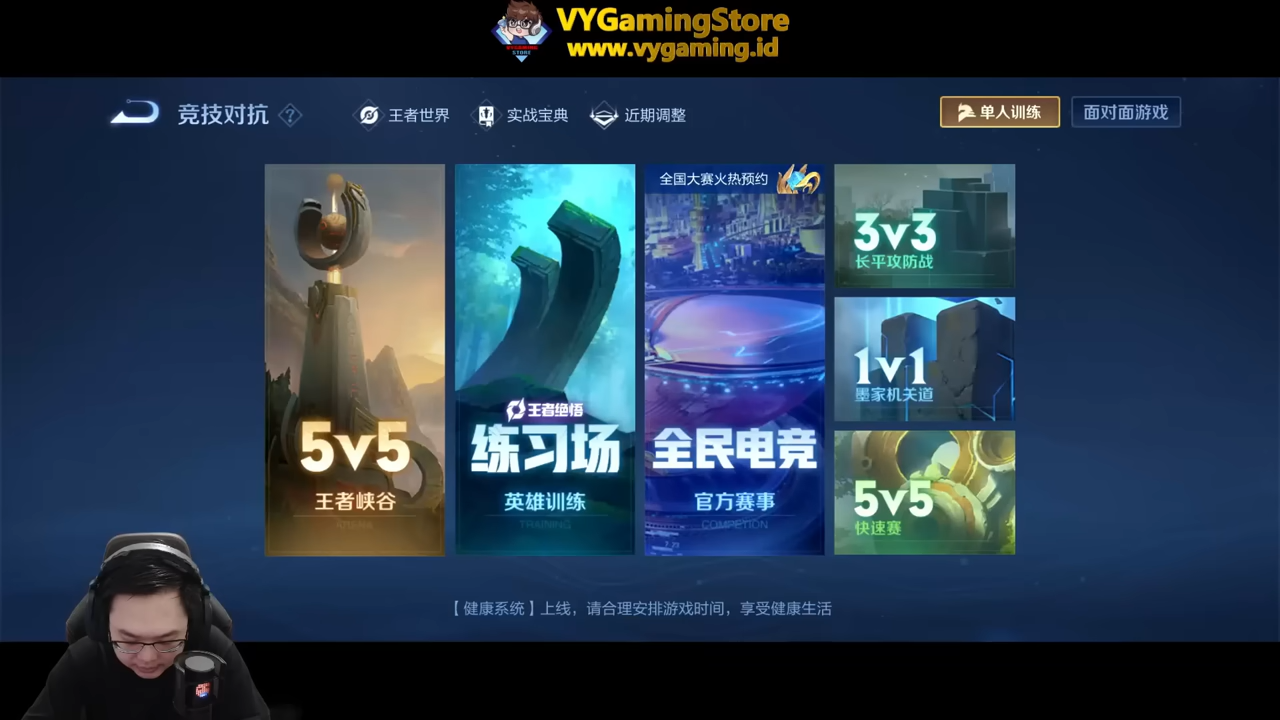 VYGamingStore
www.vygaming.id
VYGAMING
STORE
竞技对抗
?
王者世界
实战宝典
近期调整
单人训练
面对面游戏
5v5
王者峡谷
王者绝悟
练习场
英雄训练
TRAINING
全国大赛火热预约
全民电竞
官方赛事
COMPETION
3v3
长平攻防战
1v1
墨家机关道
5v5
快速赛
【健康系统】上线，请合理安排游戏时间，享受健康生活